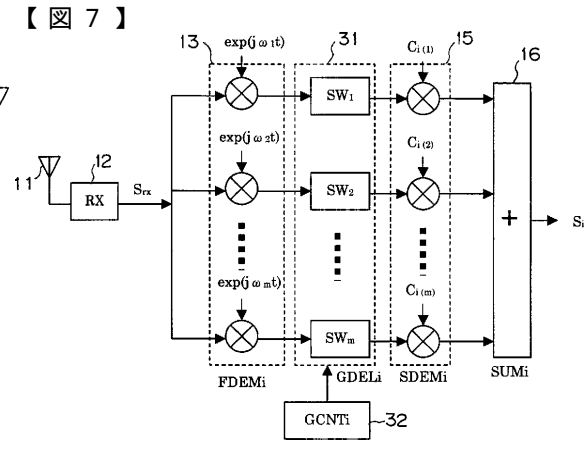 【図７】
13
exp(jω1t)
31
15
Ci(1)
16
SW1
exp(jω2t)
Ci(2)
11
12
RX
Srx
SW2
+
Si
exp(jωmt)
Ci(m)
SWm
FDEMi
GDELi
SDEMi
SUMi
GCNTi
32